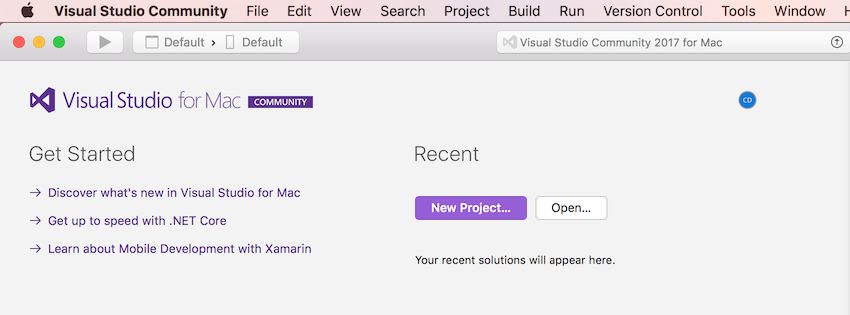 Visual Studio Community File Edit View Search Project Build Run Version Control Tools Window
Default › Default Visual Studio Community 2017 for Mac
Visual Studio for Mac COMMUNITY
CD
Get Started
→ Discover what's new in Visual Studio for Mac
→ Get up to speed with .NET Core
→ Learn about Mobile Development with Xamarin
Recent
New Project... Open...
Your recent solutions will appear here.